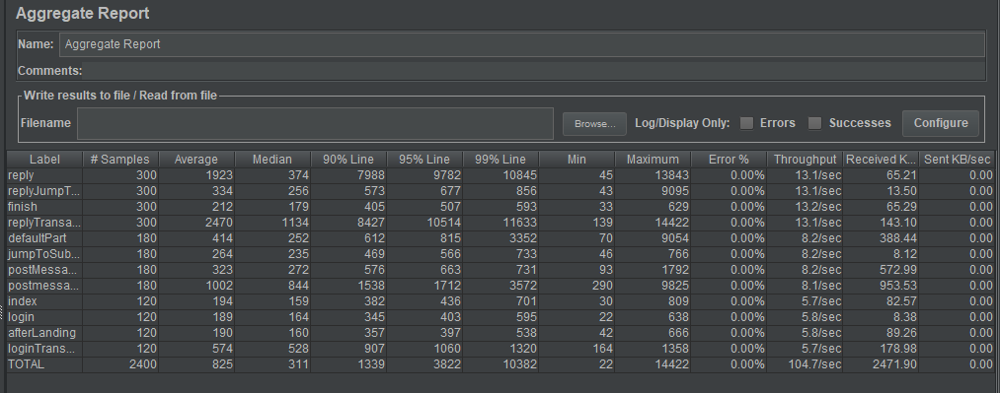 Aggregate Report
Name: Aggregate Report
Comments:
Write results to file / Read from file
Filename Browse... Log/Display Only: Errors Successes Configure
Label # Samples Average Median 90% Line 95% Line 99% Line Min Maximum Error % Throughput Received K... Sent KB/sec
reply 300 1923 374 7988 9782 10845 45 13843 0.00% 13.1/sec 65.21 0.00
replyJumpT... 300 334 256 573 677 856 43 9095 0.00% 13.1/sec 13.50 0.00
finish 300 212 179 405 507 593 33 629 0.00% 13.2/sec 65.29 0.00
replyTransa... 300 2470 1134 8427 10514 11633 139 14422 0.00% 13.1/sec 143.10 0.00
defaultPart 180 414 252 612 815 3352 70 9054 0.00% 8.2/sec 388.44 0.00
jumpToSub... 180 264 235 469 566 733 46 766 0.00% 8.2/sec 8.12 0.00
postMessa... 180 323 272 576 663 731 93 1792 0.00% 8.2/sec 572.99 0.00
postmessa... 180 1002 844 1538 1712 3572 290 9825 0.00% 8.1/sec 953.53 0.00
index 120 194 159 382 436 701 30 809 0.00% 5.7/sec 82.57 0.00
login 120 189 164 345 403 595 22 638 0.00% 5.8/sec 8.38 0.00
afterLanding 120 190 160 357 397 538 42 666 0.00% 5.8/sec 89.26 0.00
loginTrans... 120 574 528 907 1060 1320 164 1358 0.00% 5.7/sec 178.98 0.00
TOTAL 2400 825 311 1339 3822 10382 22 14422 0.00% 104.7/sec 2471.90 0.00